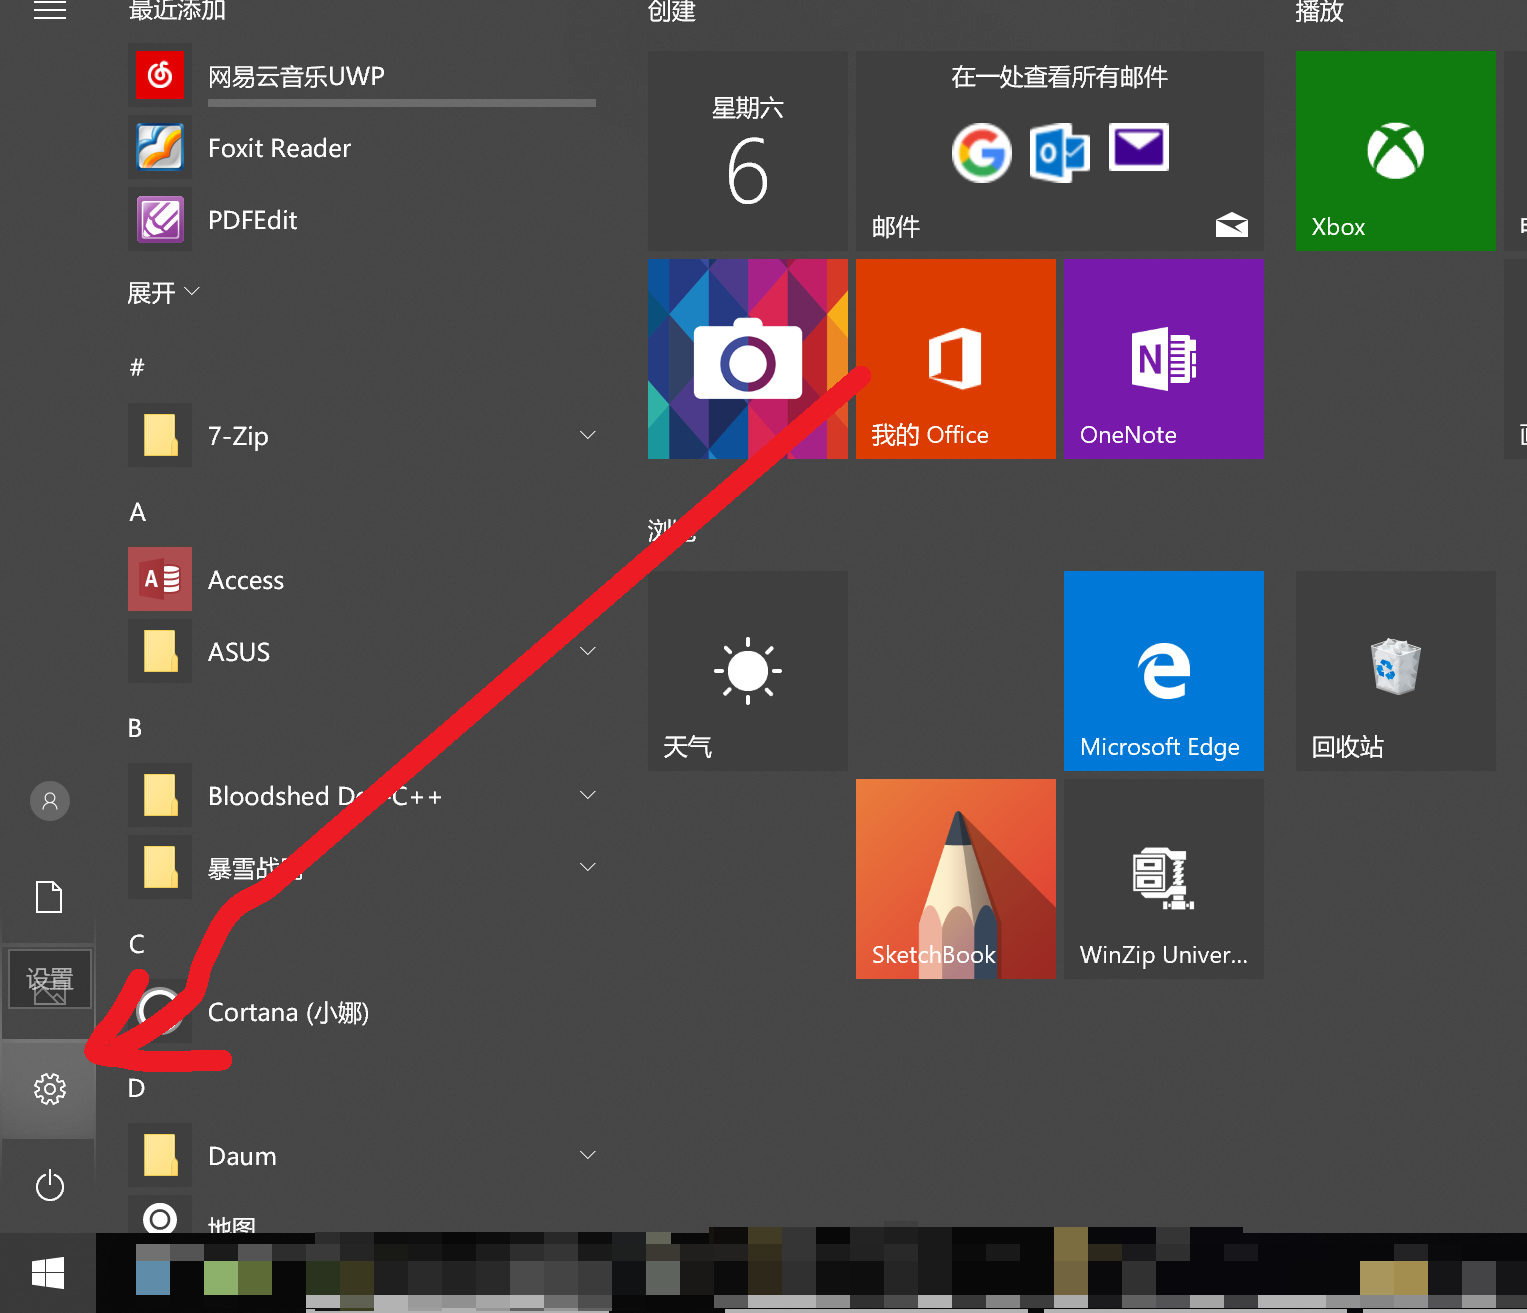 最近添加
网易云音乐UWP
Foxit Reader
PDFEdit
展开
#
7-Zip
A
Access
ASUS
B
Bloodshed Dev-C++
暴雪战网
C
Cortana (小娜)
D
Daum
地图
设置
创建
星期六
6
在一处查看所有邮件
邮件
我的 Office
OneNote
浏览
天气
Microsoft Edge
SketchBook
WinZip Univer...
播放
Xbox
回收站